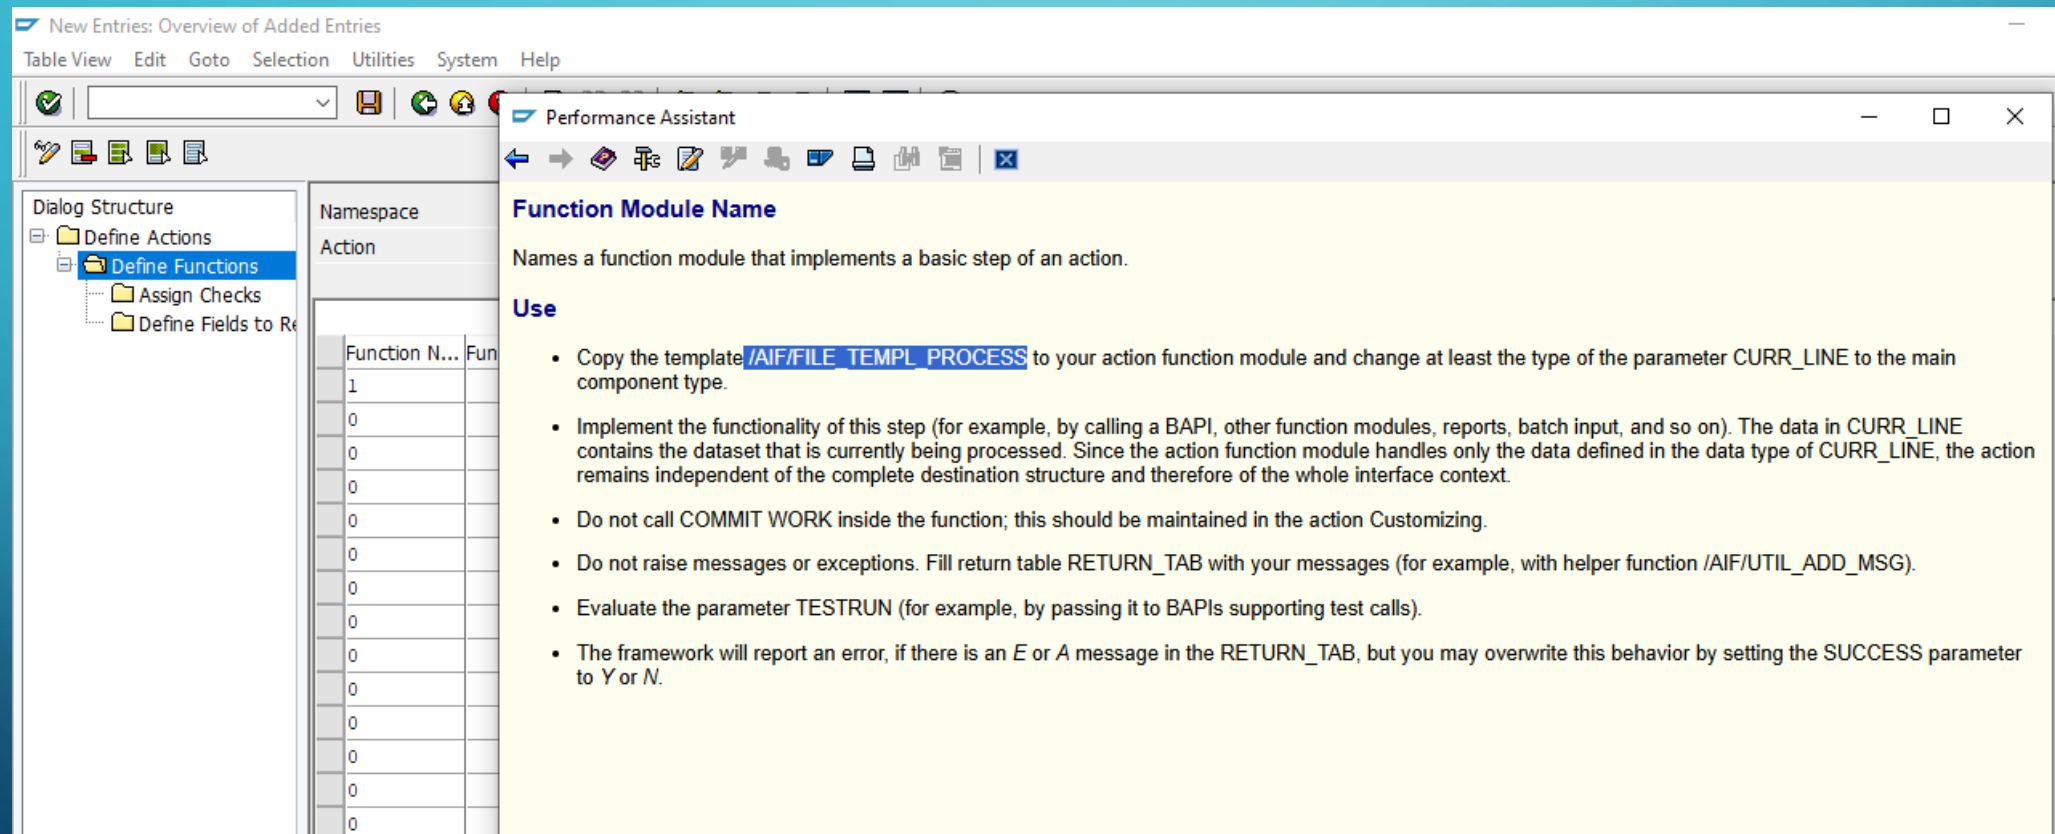 New Entries: Overview of Added Entries
Table View Edit Goto Selection Utilities System Help
Performance Assistant
Dialog Structure
Define Actions
Define Functions
Assign Checks
Define Fields to Re
Namespace
Action
Function N... Fun
1
0
0
0
0
0
0
0
0
0
0
0
0
0
Function Module Name
Names a function module that implements a basic step of an action.
Use
• Copy the template /AIF/FILE_TEMPL_PROCESS to your action function module and change at least the type of the parameter CURR_LINE to the main
component type.
• Implement the functionality of this step (for example, by calling a BAPI, other function modules, reports, batch input, and so on). The data in CURR_LINE
contains the dataset that is currently being processed. Since the action function module handles only the data defined in the data type of CURR_LINE, the action
remains independent of the complete destination structure and therefore of the whole interface context.
• Do not call COMMIT WORK inside the function; this should be maintained in the action Customizing.
• Do not raise messages or exceptions. Fill return table RETURN_TAB with your messages (for example, with helper function /AIF/UTIL_ADD_MSG).
• Evaluate the parameter TESTRUN (for example, by passing it to BAPIs supporting test calls).
• The framework will report an error, if there is an E or A message in the RETURN_TAB, but you may overwrite this behavior by setting the SUCCESS parameter
to Y or N.